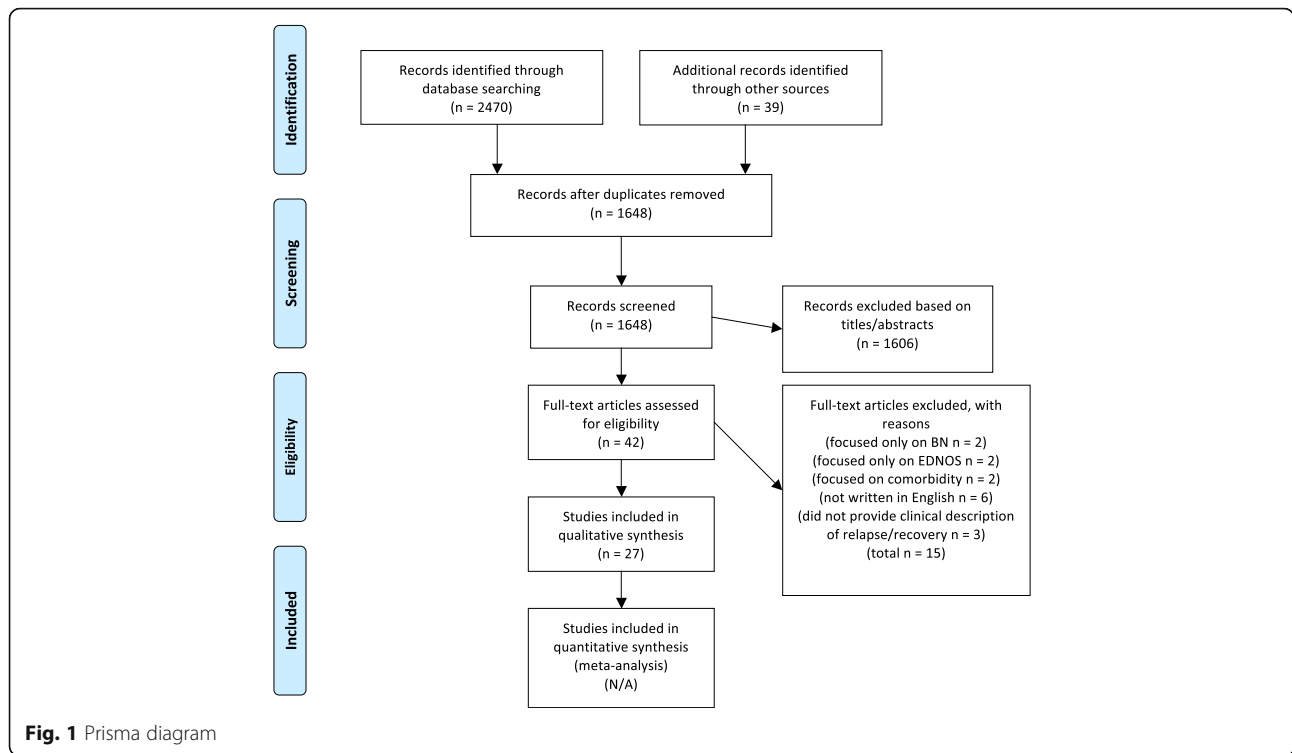 Identification
Records identified through
database searching
(n = 2470)
Additional records identified
through other sources
(n = 39)
Records after duplicates removed
(n = 1648)
Screening
Records screened
(n = 1648)
Records excluded based on
titles/abstracts
(n = 1606)
Eligibility
Full-text articles assessed
for eligibility
(n = 42)
Full-text articles excluded, with
reasons
(focused only on BN n = 2)
(focused only on EDNOS n = 2)
(focused on comorbidity n = 2)
(not written in English n = 6)
(did not provide clinical description
of relapse/recovery n = 3)
(total n = 15)
Studies included in
qualitative synthesis
(n = 27)
Included
Studies included in
quantitative synthesis
(meta-analysis)
(N/A)
Fig. 1 Prisma diagram